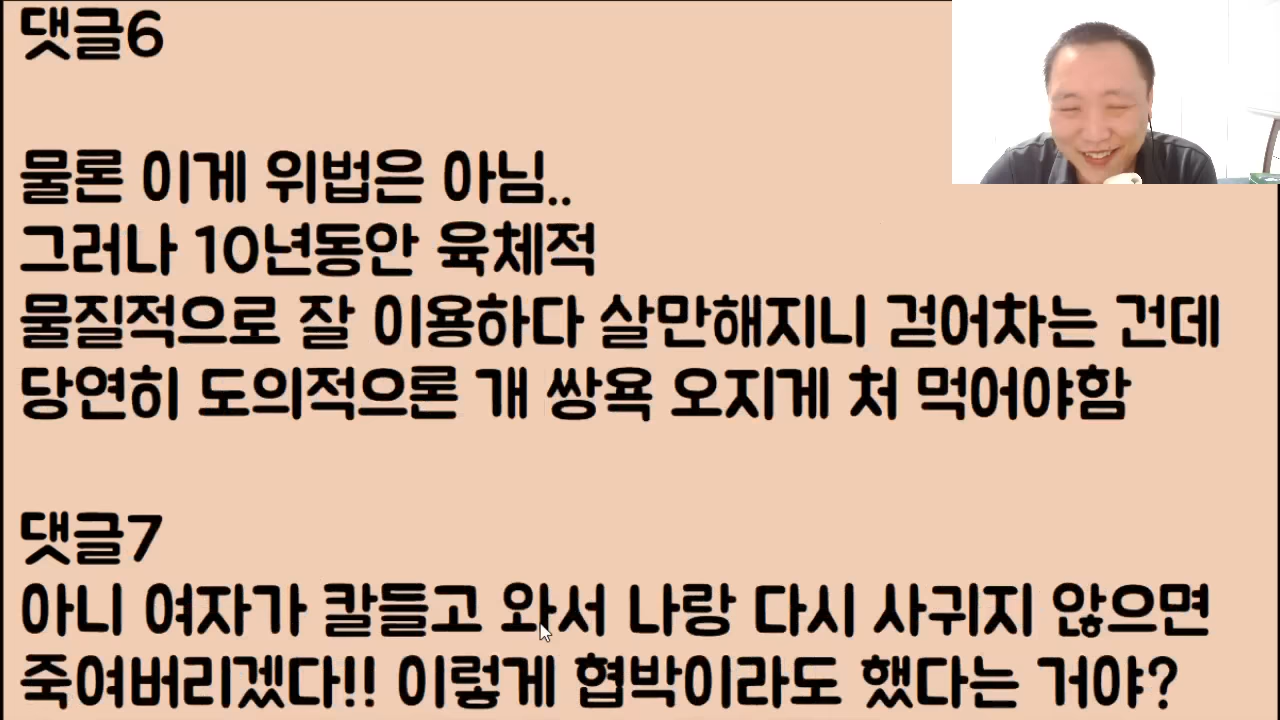 댓글6
물론 이게 위법은 아님..
그러나 10년동안 육체적
물질적으로 잘 이용하다 살만해지니 걷어차는 건데
당연히 도의적으론 개 쌍욕 오지게 처 먹어야함
댓글7
아니 여자가 칼들고 와서 나랑 다시 사귀지 않으면
죽여버리겠다!! 이렇게 협박이라도 했다는 거야?